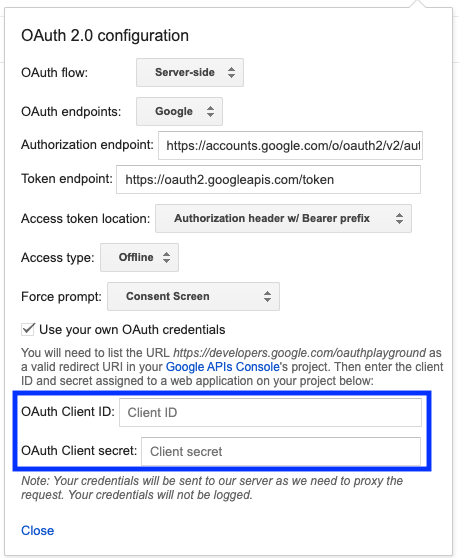 OAuth 2.0 configuration
OAuth flow: Server-side
OAuth endpoints: Google
Authorization endpoint: https://accounts.google.com/o/oauth2/v2/aut
Token endpoint: https://oauth2.googleapis.com/token
Access token location: Authorization header w/ Bearer prefix
Access type: Offline
Force prompt: Consent Screen
Use your own OAuth credentials
You will need to list the URL https://developers.google.com/oauthplayground as
a valid redirect URI in your Google APIs Console's project. Then enter the client
ID and secret assigned to a web application on your project below:
OAuth Client ID: Client ID
OAuth Client secret: Client secret
Note: Your credentials will be sent to our server as we need to proxy the
request. Your credentials will not be logged.
Close